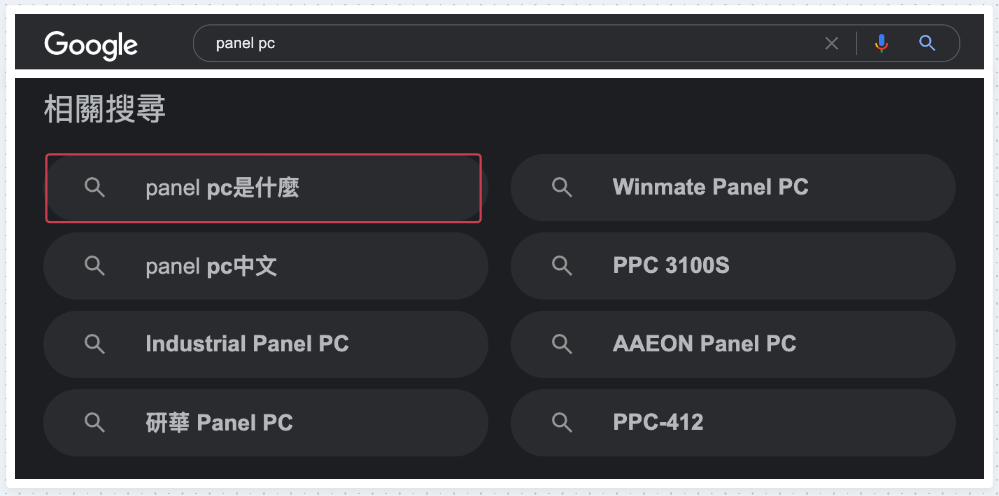 Google
panel pc
相關搜尋
panel pc是什麼
Winmate Panel PC
panel pc中文
PPC 3100S
Industrial Panel PC
AAEON Panel PC
研華 Panel PC
PPC-412